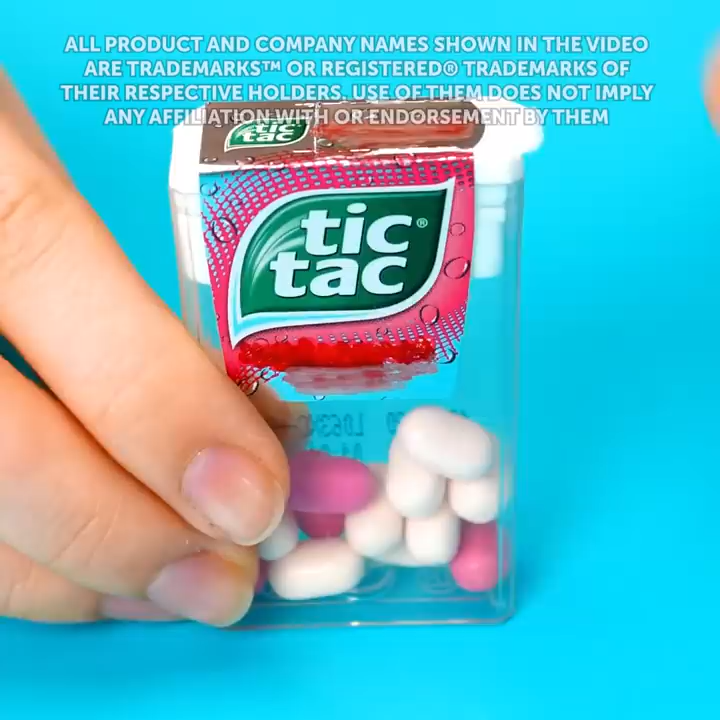 ALL PRODUCT AND COMPANY NAMES SHOWN IN THE VIDEO
ARE TRADEMARKS™ OR REGISTERED® TRADEMARKS OF
THEIR RESPECTIVE HOLDERS. USE OF THEM DOES NOT IMPLY
ANY AFFILIATION WITH OR ENDORSEMENT BY THEM
tic
tac
tic®
tac